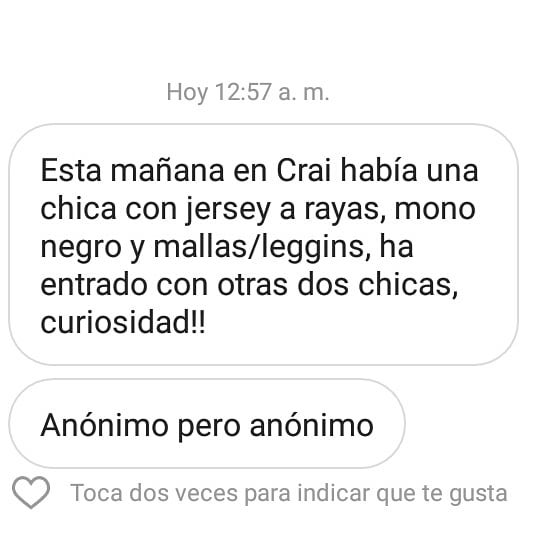 Hoy 12:57 a. m.
Esta mañana en Crai había una
chica con jersey a rayas, mono
negro y mallas/leggins, ha
entrado con otras dos chicas,
curiosidad!!
Anónimo pero anónimo
Toca dos veces para indicar que te gusta